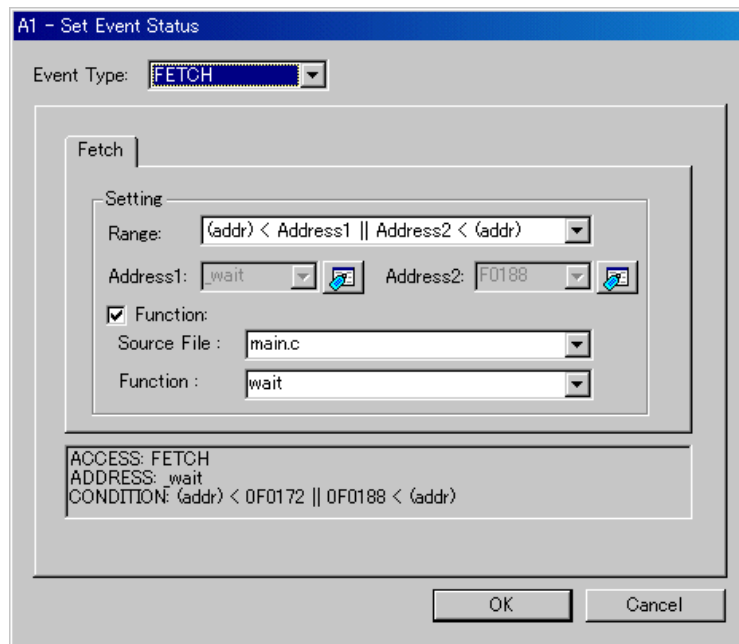 A1 - Set Event Status
Event Type: FETCH
Fetch
Setting
Range: (addr) < Address1 || Address2 < (addr)
Address1: _wait Address2: F0188
Function:
Source File : main.c
Function : wait
ACCESS: FETCH
ADDRESS: _wait
CONDITION: (addr) < 0F0172 || 0F0188 < (addr)
OK Cancel